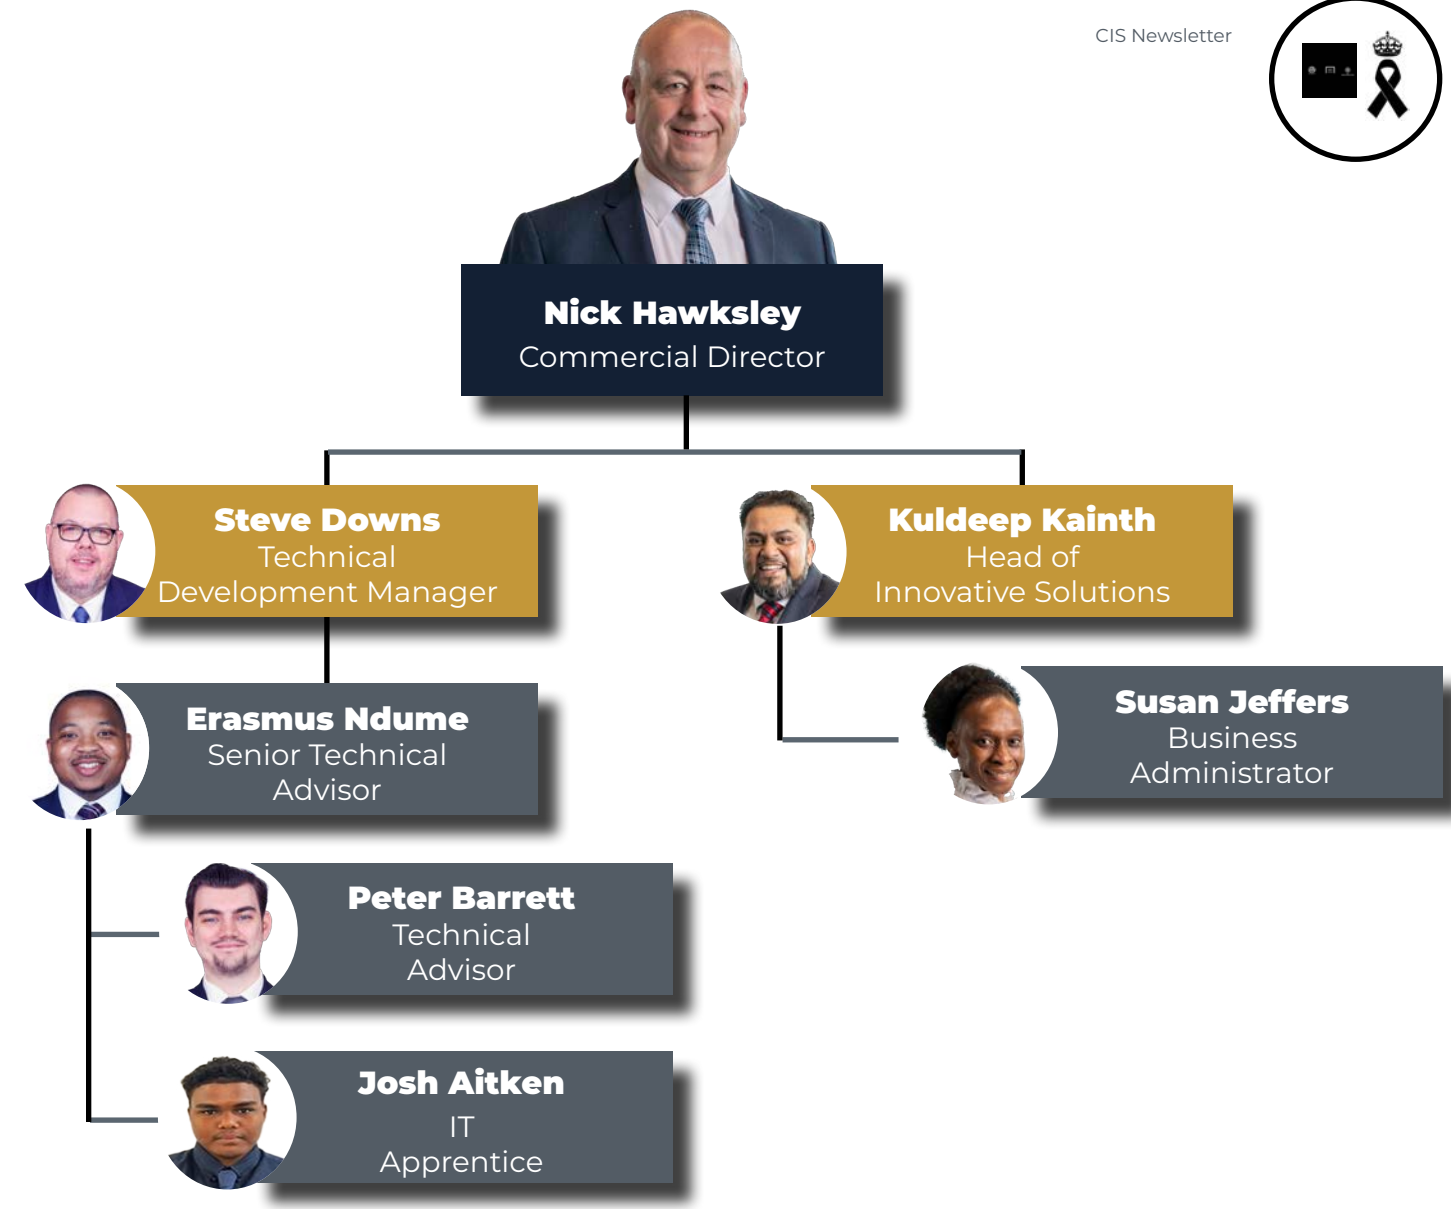 CIS Newsletter
Nick Hawksley
Commercial Director
Steve Downs
Technical
Development Manager
Kuldeep Kainth
Head of
Innovative Solutions
Erasmus Ndume
Senior Technical
Advisor
Susan Jeffers
Business
Administrator
Peter Barrett
Technical
Advisor
Josh Aitken
IT
Apprentice